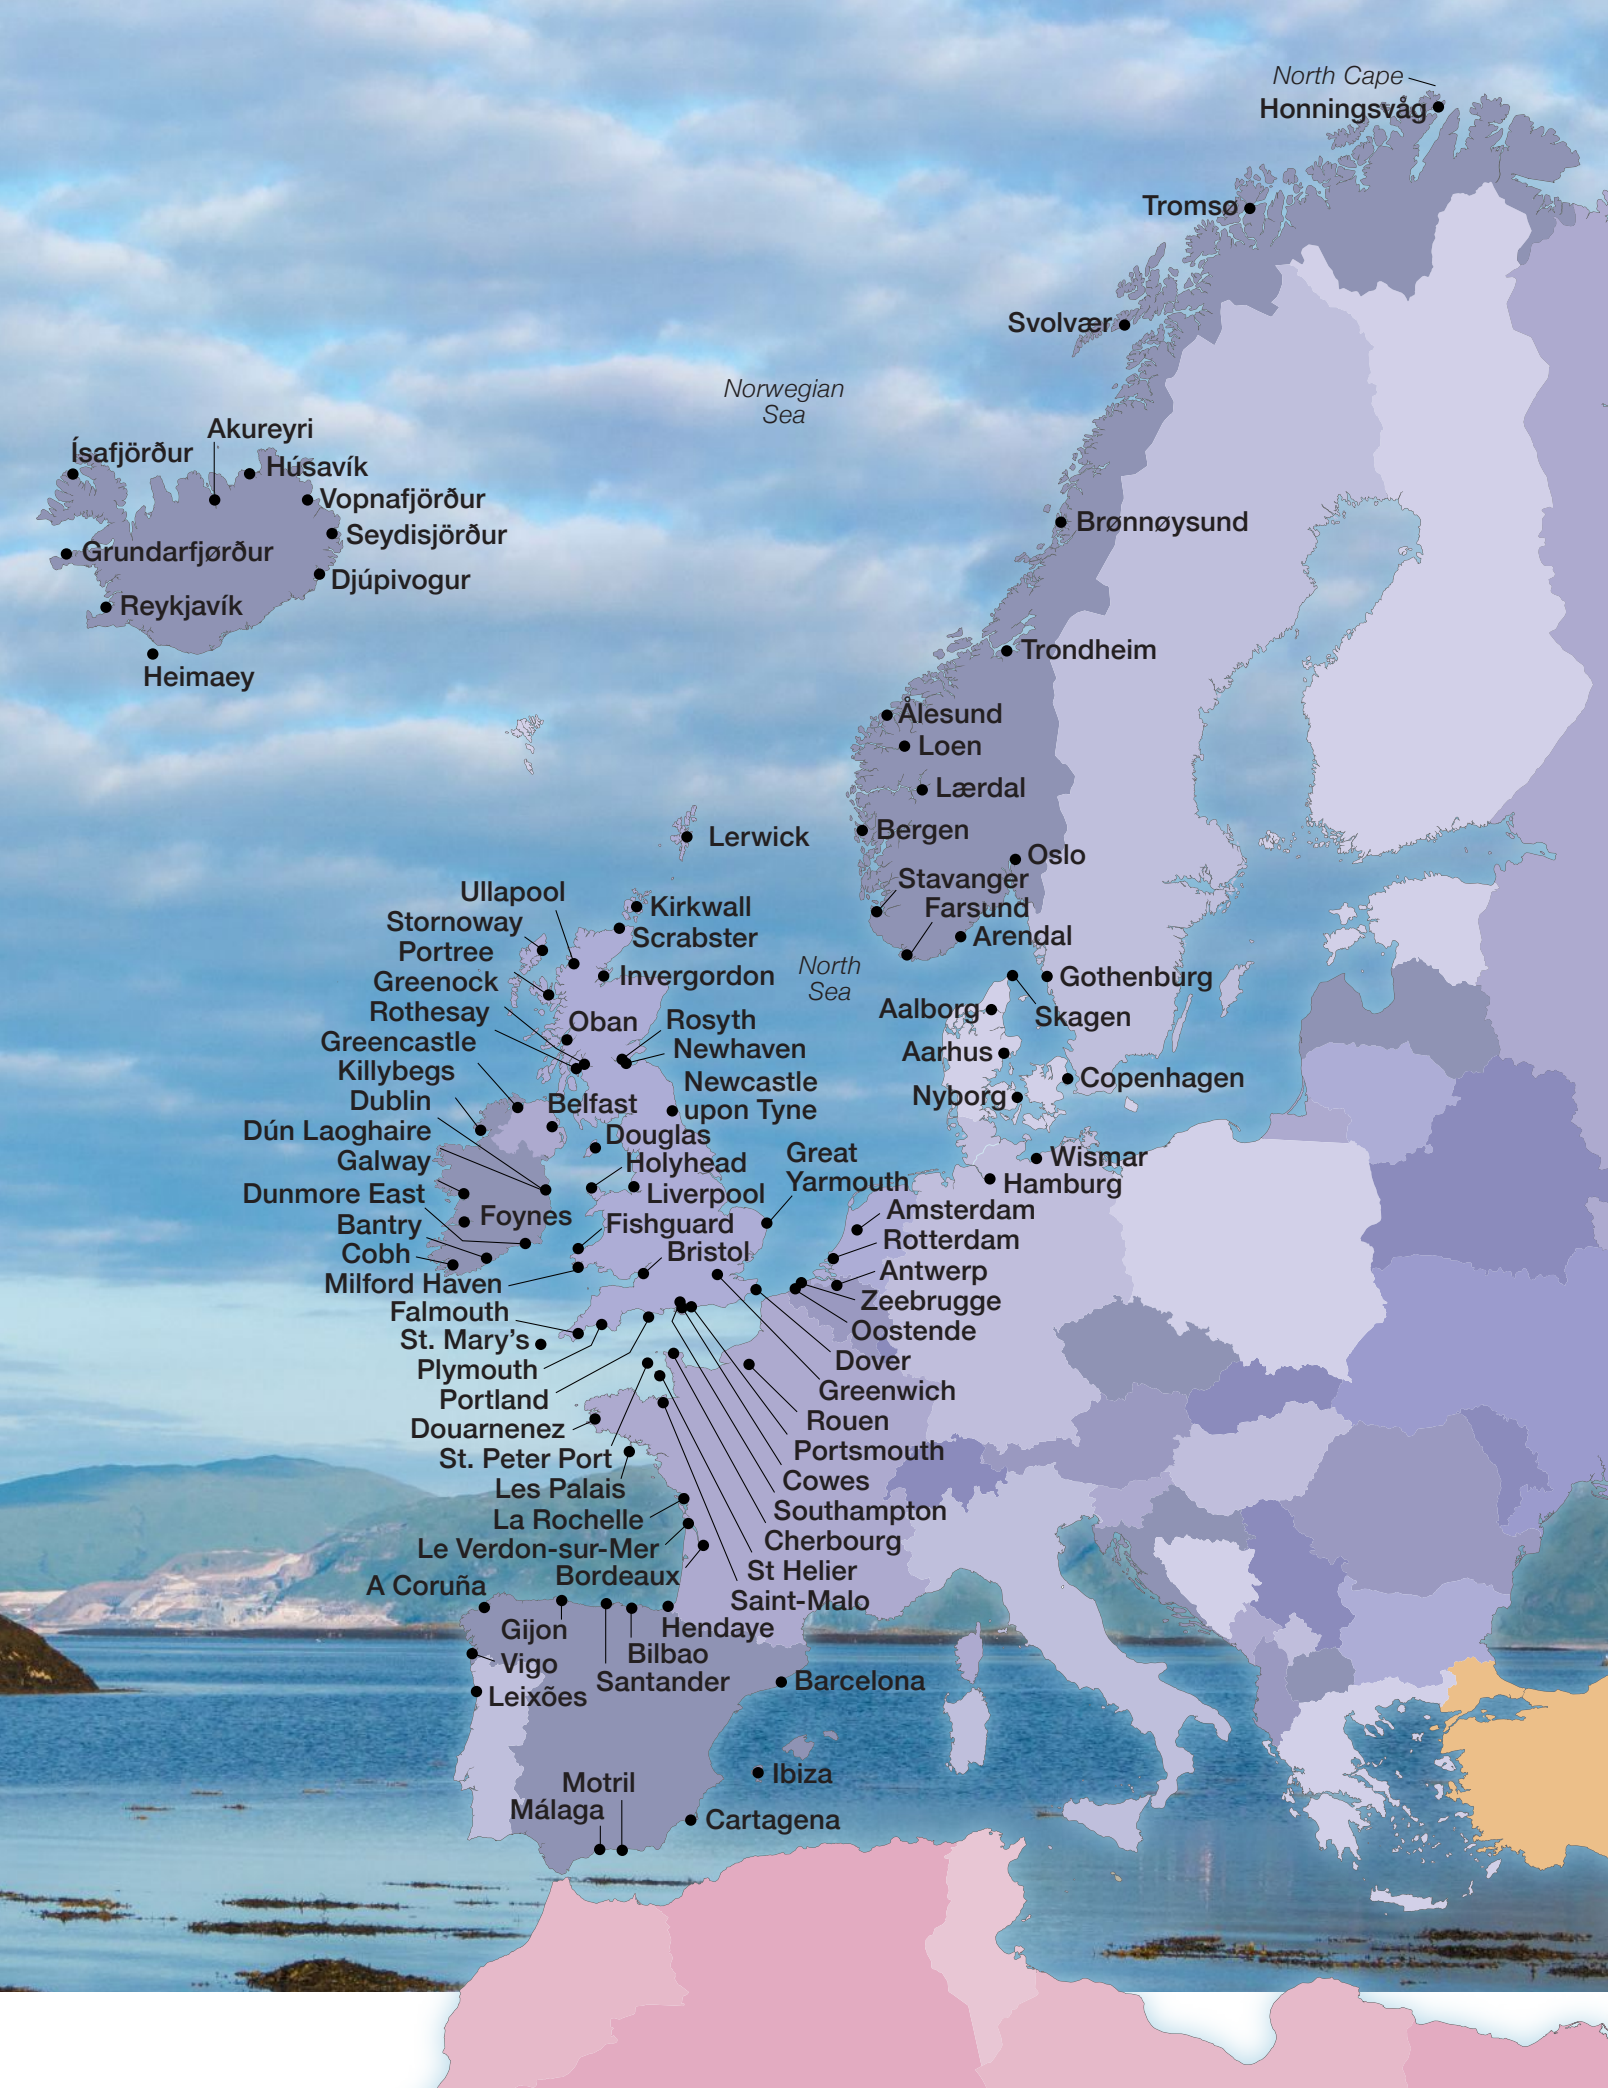 North Cape
Honningsvåg
Tromsø
Svolvær
Norwegian
Sea
Akureyri
Ísafjörður
Húsavík
Vopnafjörður
Seydisjörður
Grundarfjørður
Djúpivogur
Reykjavík
Heimaey
Brønnøysund
Trondheim
Ålesund
Loen
Lærdal
Bergen
Lerwick
Oslo
Stavanger
Farsund
Arendal
Ullapool
Kirkwall
Stornoway
Scrabster
Portree
North
Sea
Invergordon
Gothenburg
Greenock
Aalborg
Skagen
Rothesay
Oban
Rosyth
Greencastle
Newhaven
Aarhus
Killybegs
Newcastle
upon Tyne
Copenhagen
Nyborg
Dublin
Belfast
Dún Laoghaire
Douglas
Galway
Holyhead
Great
Yarmouth
Wismar
Hamburg
Dunmore East
Liverpool
Foynes
Amsterdam
Bantry
Fishguard
Rotterdam
Cobh
Bristol
Antwerp
Milford Haven
Zeebrugge
Falmouth
Oostende
St. Mary's
Dover
Plymouth
Greenwich
Portland
Rouen
Douarnenez
Portsmouth
St. Peter Port
Cowes
Les Palais
Southampton
La Rochelle
Cherbourg
Le Verdon-sur-Mer
St Helier
Bordeaux
A Coruña
Saint-Malo
Gijon
Hendaye
Bilbao
Vigo
Santander
Barcelona
Leixões
Ibiza
Motril
Málaga
Cartagena